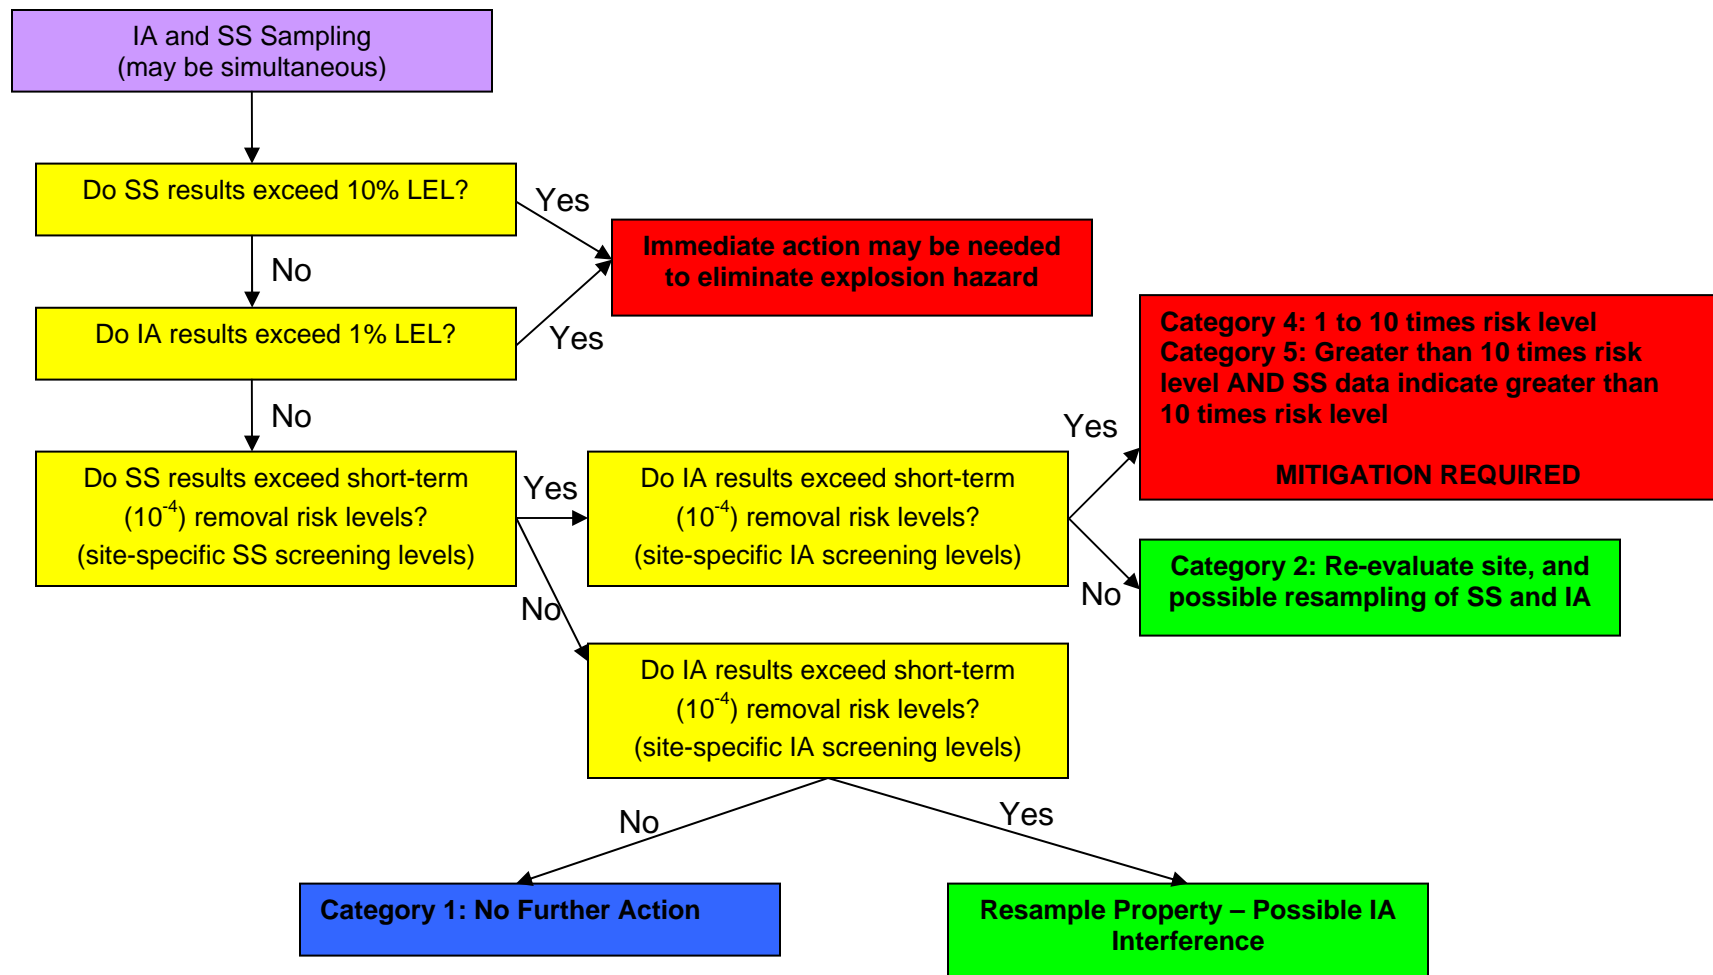 IA and SS Sampling
(may be simultaneous)
Do SS results exceed 10% LEL?
Yes
No
Immediate action may be needed
to eliminate explosion hazard
Do IA results exceed 1% LEL?
Yes
No
Category 4: 1 to 10 times risk level
Category 5: Greater than 10 times risk
level AND SS data indicate greater than
10 times risk level
MITIGATION REQUIRED
Do SS results exceed short-term
(10⁻⁴) removal risk levels?
(site-specific SS screening levels)
Yes
No
Do IA results exceed short-term
(10⁻⁴) removal risk levels?
(site-specific IA screening levels)
Yes
No
Category 2: Re-evaluate site, and
possible resampling of SS and IA
Do IA results exceed short-term
(10⁻⁴) removal risk levels?
(site-specific IA screening levels)
No
Yes
Category 1: No Further Action
Resample Property – Possible IA
Interference